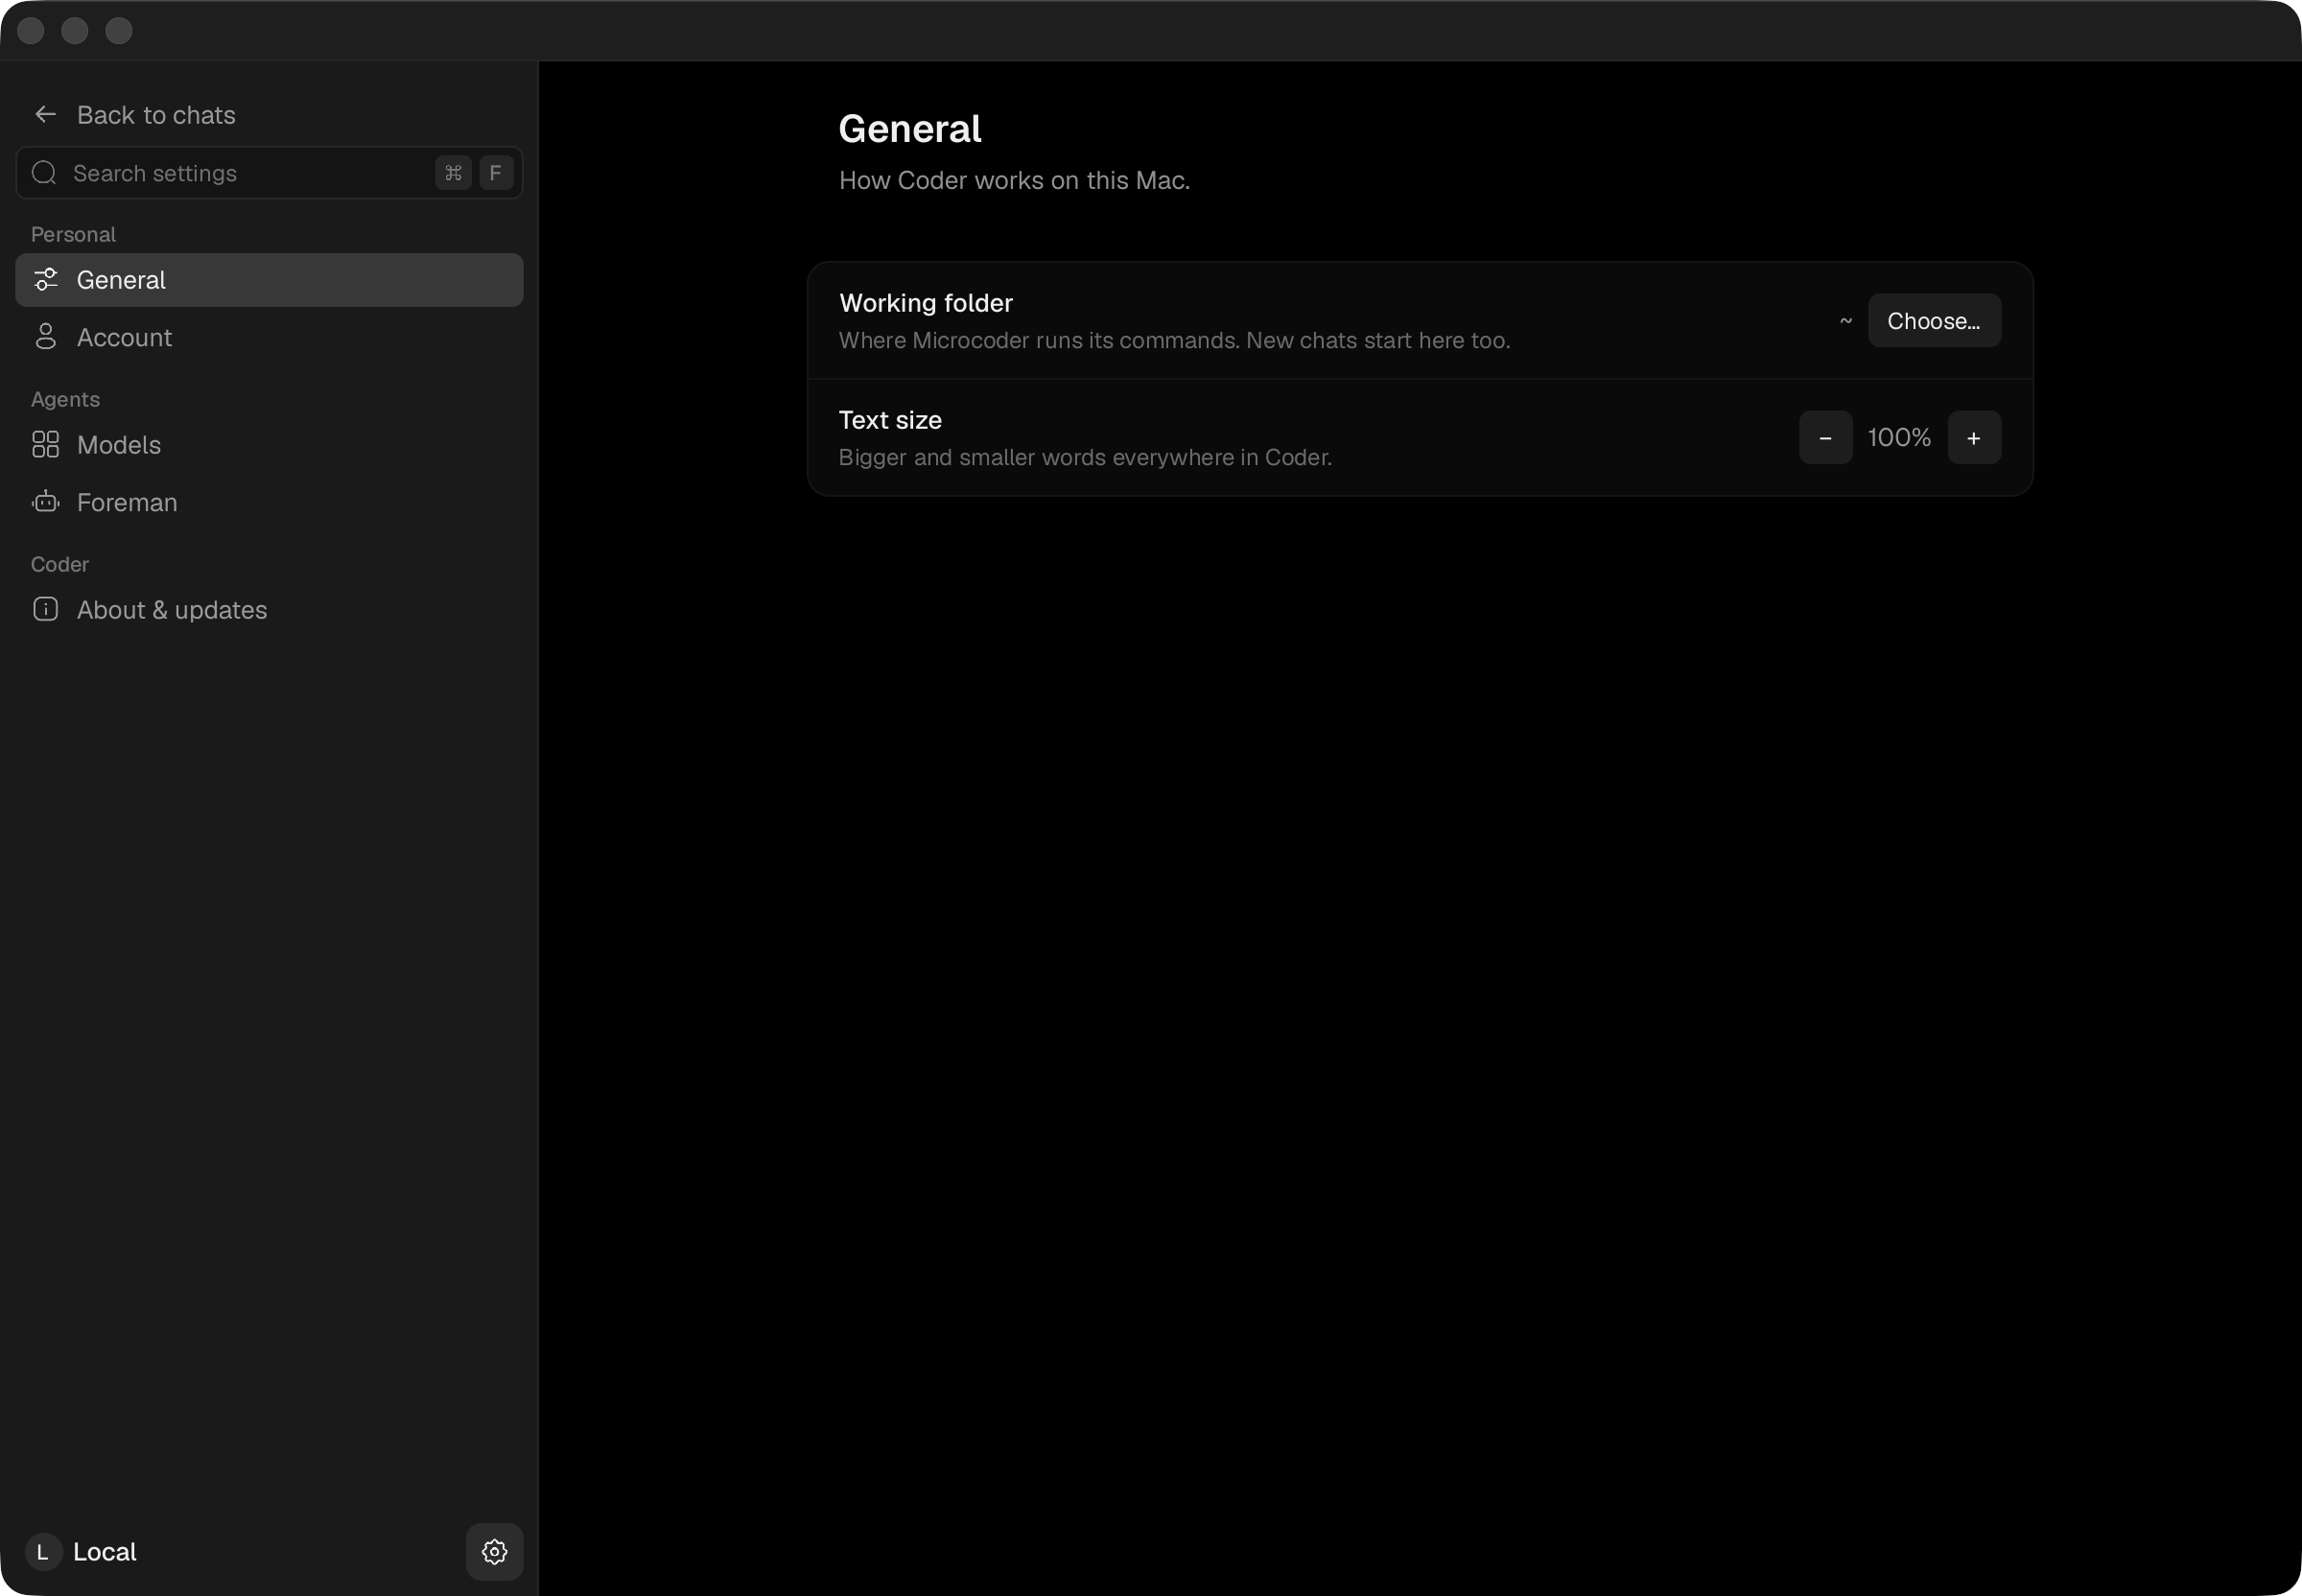 Back to chats
Search settings ⌘ F
Personal
General
Account
Agents
Models
Foreman
Coder
About & updates
L Local
General
How Coder works on this Mac.
Working folder
Where Microcoder runs its commands. New chats start here too.
~ Choose...
Text size
Bigger and smaller words everywhere in Coder.
− 100% +